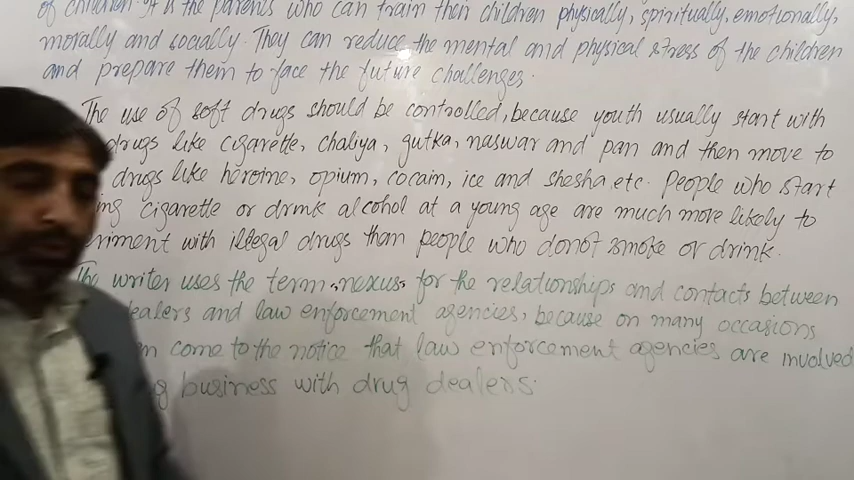 of children. It is the parents who can train their children physically, spiritually, emotionally,
morally and socially. They can reduce the mental and physical stress of the children
and prepare them to face the future challenges.
The use of soft drugs should be controlled, because youth usually start with
drugs like cigarette, chaliya, gutka, naswar and pan and then move to
drugs like heroine, opium, cocain, ice and shesha etc. People who start
ing cigarette or drink alcohol at a young age are much more likely to
riment with illegal drugs than people who donot smoke or drink.
The writer uses the term "nexus" for the relationships and contacts between
ealers and law enforcement agencies, because on many occasions
come to the notice that law enforcement agencies are involved
g business with drug dealers.